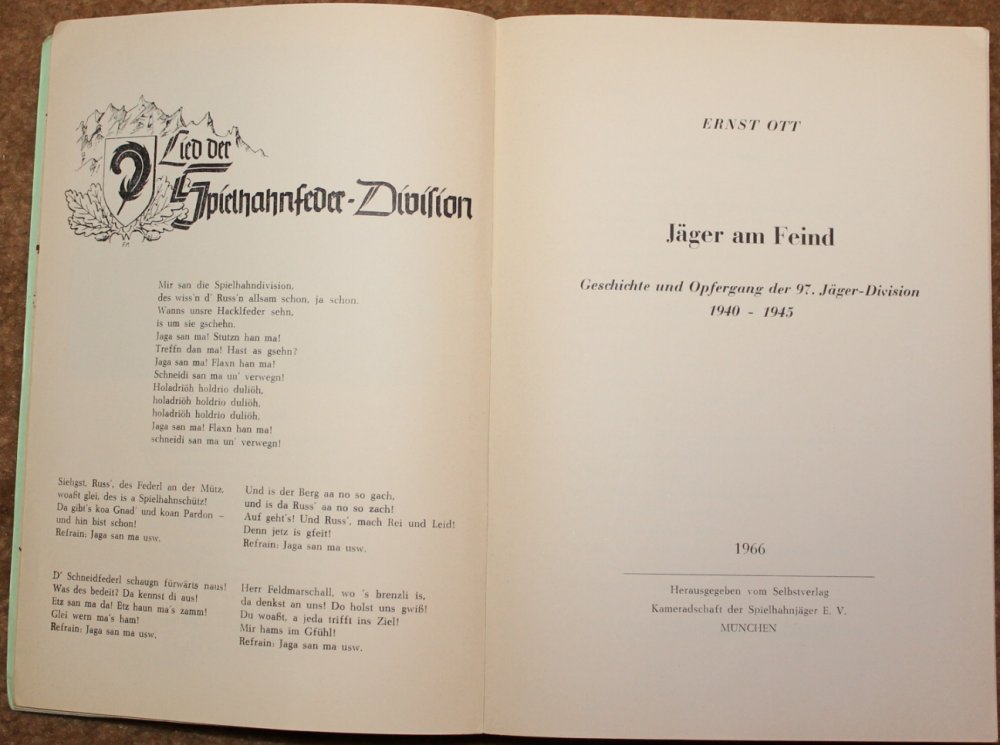 Lied der
Spielhahnfeder-Division
Mir san die Spielhahndivision,
des wiss'n d' Russ'n allsam schon, ja schon.
Wanns unsre Hacklfeder sehn,
is um sie gschehn.
Jaga san ma! Stutzn han ma!
Treffn dan ma! Hast as gsehn?
Jaga san ma! Flaxn han ma!
Schneidi san ma un' verwegn!
Holadriöh holdrio duliöh,
holadriöh holdrio duliöh,
holadriöh holdrio duliöh,
Jaga san ma! Flaxn han ma!
schneidi san ma un' verwegn!
Siehgst, Russ', des Federl an der Mütz,
woaßt glei, des is a Spielhahnschütz!
Da gibt's koa Gnad' und koan Pardon –
und hin bist schon!
Refrain: Jaga san ma usw.
Und is der Berg aa no so gach,
und is da Russ' aa no so zach!
Auf geht's! Und Russ', mach Rei und Leid!
Denn jetz is gfeit!
Refrain: Jaga san ma usw.
D' Schneidfederl schaugn fürwärts naus!
Was des bedeit? Da kennst di aus!
Etz san ma da! Etz haun ma's zamm!
Glei wern ma's ham!
Refrain: Jaga san ma usw.
Herr Feldmarschall, wo 's brenzli is,
da denkst an uns! Do holst uns gwiß!
Du woaßt, a jeda trifft ins Ziel!
Mir hams im Gfühl!
Refrain: Jaga san ma usw.
ERNST OTT
Jäger am Feind
Geschichte und Opfergang der 97. Jäger-Division
1940 - 1945
1966
Herausgegeben vom Selbstverlag
Kameradschaft der Spielhahnjäger E. V.
MÜNCHEN